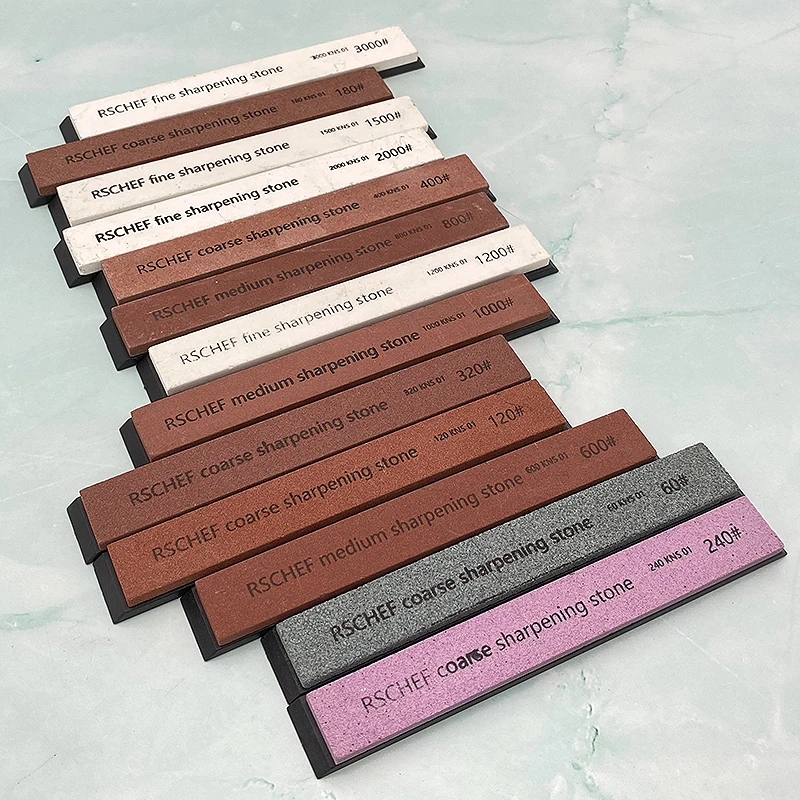 RSCHEF fine sharpening stone 3000 KNS 01 3000#
RSCHEF coarse sharpening stone 180 KNS 01 180#
RSCHEF fine sharpening stone 1500 KNS 01 1500#
RSCHEF fine sharpening stone 2000 KNS 01 2000#
RSCHEF coarse sharpening stone 400 KNS 01 400#
RSCHEF medium sharpening stone 800 KNS 01 800#
RSCHEF fine sharpening stone 1200 KNS 01 1200#
RSCHEF medium sharpening stone 1000 KNS 01 1000#
RSCHEF coarse sharpening stone 320 KNS 01 320#
RSCHEF coarse sharpening stone 120 KNS 01 120#
RSCHEF medium sharpening stone 600 KNS 01 600#
RSCHEF coarse sharpening stone 60 KNS 01 60#
RSCHEF coarse sharpening stone 240 KNS 01 240#